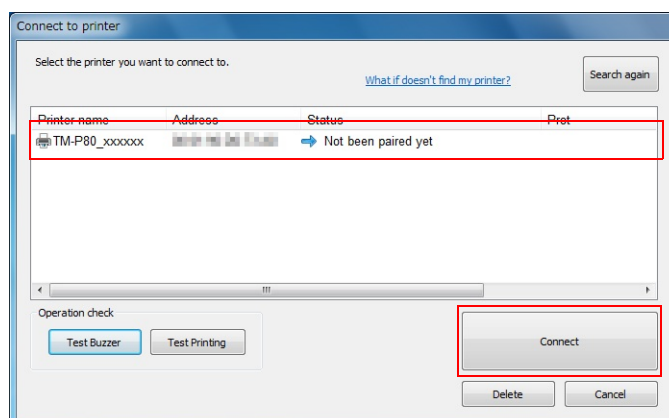 Connect to printer
Select the printer you want to connect to.
What if doesn't find my printer?
Search again
Printer name Address Status Prot
TM-P80_xxxxxx Not been paired yet
Operation check
Test Buzzer Test Printing
Connect
Delete Cancel